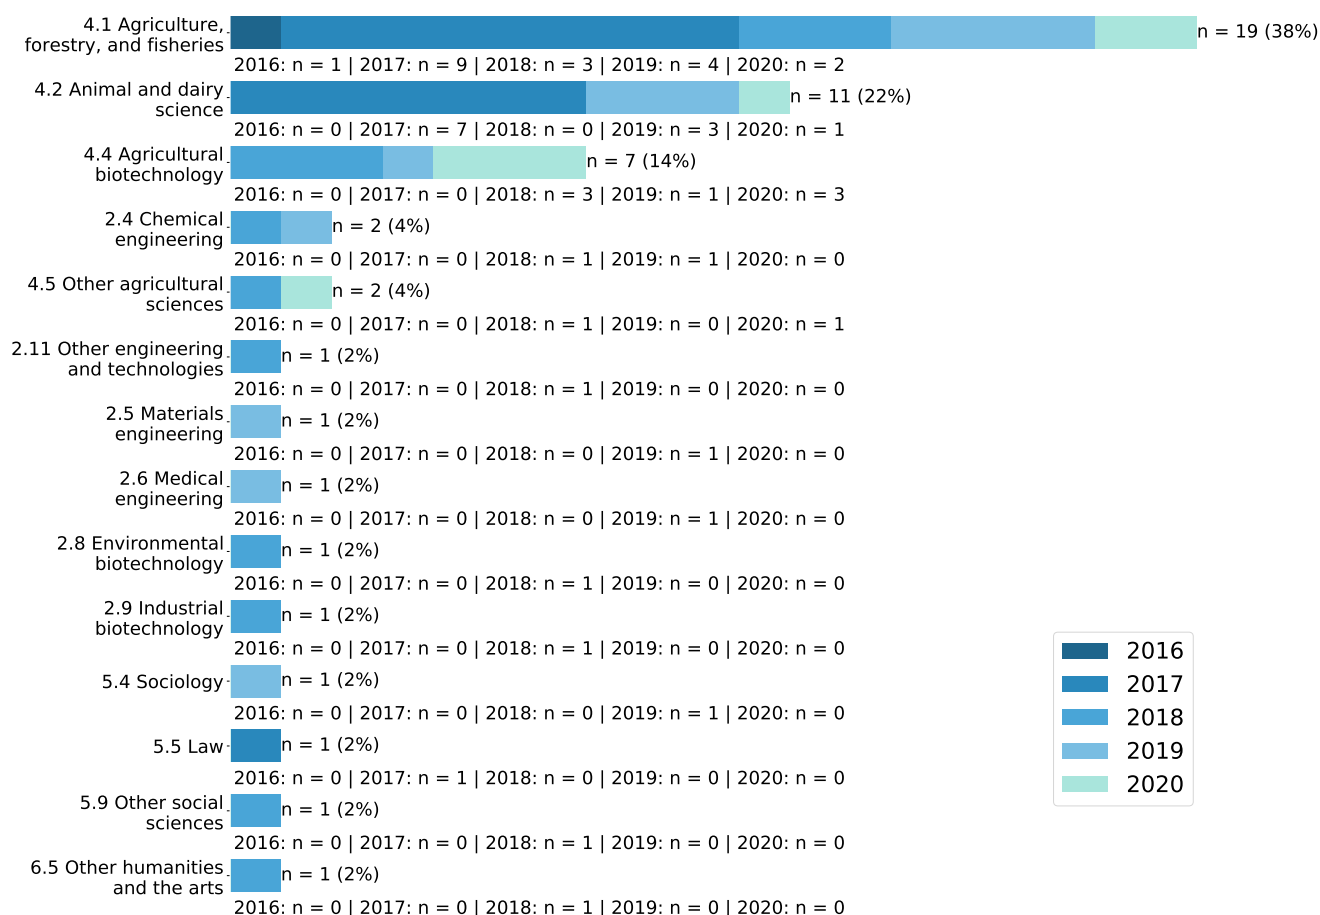 4.1 Agriculture,
forestry, and fisheries
n = 19 (38%)
2016: n = 1 | 2017: n = 9 | 2018: n = 3 | 2019: n = 4 | 2020: n = 2
4.2 Animal and dairy
science
n = 11 (22%)
2016: n = 0 | 2017: n = 7 | 2018: n = 0 | 2019: n = 3 | 2020: n = 1
4.4 Agricultural
biotechnology
n = 7 (14%)
2016: n = 0 | 2017: n = 0 | 2018: n = 3 | 2019: n = 1 | 2020: n = 3
2.4 Chemical
engineering
n = 2 (4%)
2016: n = 0 | 2017: n = 0 | 2018: n = 1 | 2019: n = 1 | 2020: n = 0
4.5 Other agricultural
sciences
n = 2 (4%)
2016: n = 0 | 2017: n = 0 | 2018: n = 1 | 2019: n = 0 | 2020: n = 1
2.11 Other engineering
and technologies
n = 1 (2%)
2016: n = 0 | 2017: n = 0 | 2018: n = 1 | 2019: n = 0 | 2020: n = 0
2.5 Materials
engineering
n = 1 (2%)
2016: n = 0 | 2017: n = 0 | 2018: n = 0 | 2019: n = 1 | 2020: n = 0
2.6 Medical
engineering
n = 1 (2%)
2016: n = 0 | 2017: n = 0 | 2018: n = 0 | 2019: n = 1 | 2020: n = 0
2.8 Environmental
biotechnology
n = 1 (2%)
2016: n = 0 | 2017: n = 0 | 2018: n = 1 | 2019: n = 0 | 2020: n = 0
2.9 Industrial
biotechnology
n = 1 (2%)
2016: n = 0 | 2017: n = 0 | 2018: n = 1 | 2019: n = 0 | 2020: n = 0
5.4 Sociology
n = 1 (2%)
2016: n = 0 | 2017: n = 0 | 2018: n = 0 | 2019: n = 1 | 2020: n = 0
5.5 Law
n = 1 (2%)
2016: n = 0 | 2017: n = 1 | 2018: n = 0 | 2019: n = 0 | 2020: n = 0
5.9 Other social
sciences
n = 1 (2%)
2016: n = 0 | 2017: n = 0 | 2018: n = 1 | 2019: n = 0 | 2020: n = 0
6.5 Other humanities
and the arts
n = 1 (2%)
2016: n = 0 | 2017: n = 0 | 2018: n = 1 | 2019: n = 0 | 2020: n = 0
2016
2017
2018
2019
2020